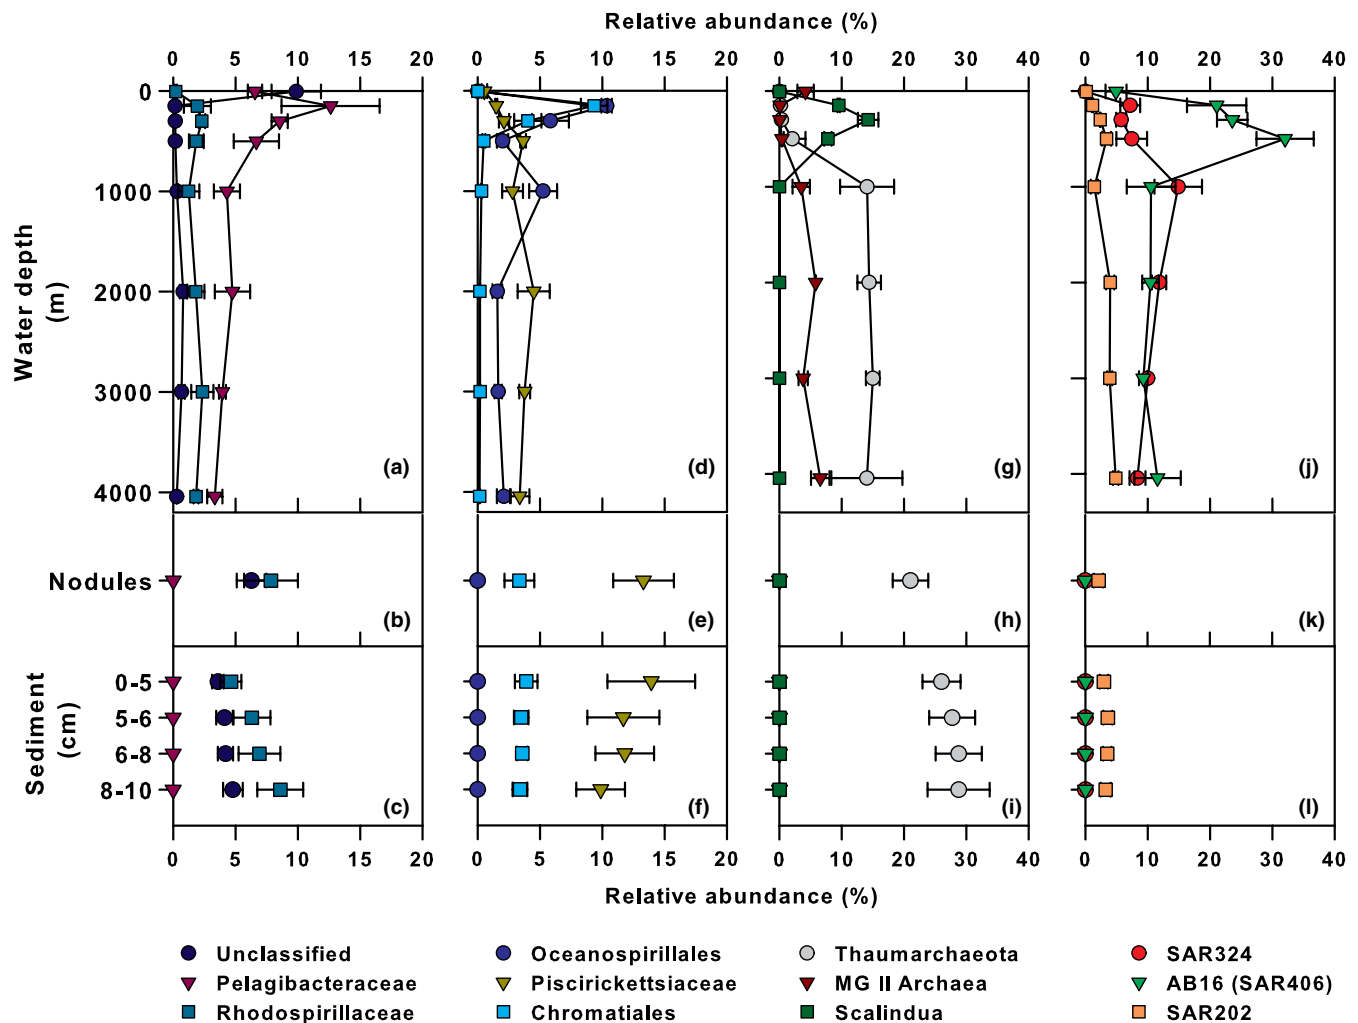 Relative abundance (%)
0 5 10 15 20 0 5 10 15 20 0 10 20 30 40 0 10 20 30 40
0
1000
2000
3000
4000
Water depth
(m)
(a) (d) (g) (j)
Nodules
(b) (e) (h) (k)
Sediment
(cm)
0-5
5-6
6-8
8-10
(c) (f) (i) (l)
0 5 10 15 20 0 5 10 15 20 0 10 20 30 40 0 10 20 30 40
Relative abundance (%)
Unclassified Oceanospirillales Thaumarchaeota SAR324
Pelagibacteraceae Piscirickettsiaceae MG II Archaea AB16 (SAR406)
Rhodospirillaceae Chromatiales Scalindua SAR202